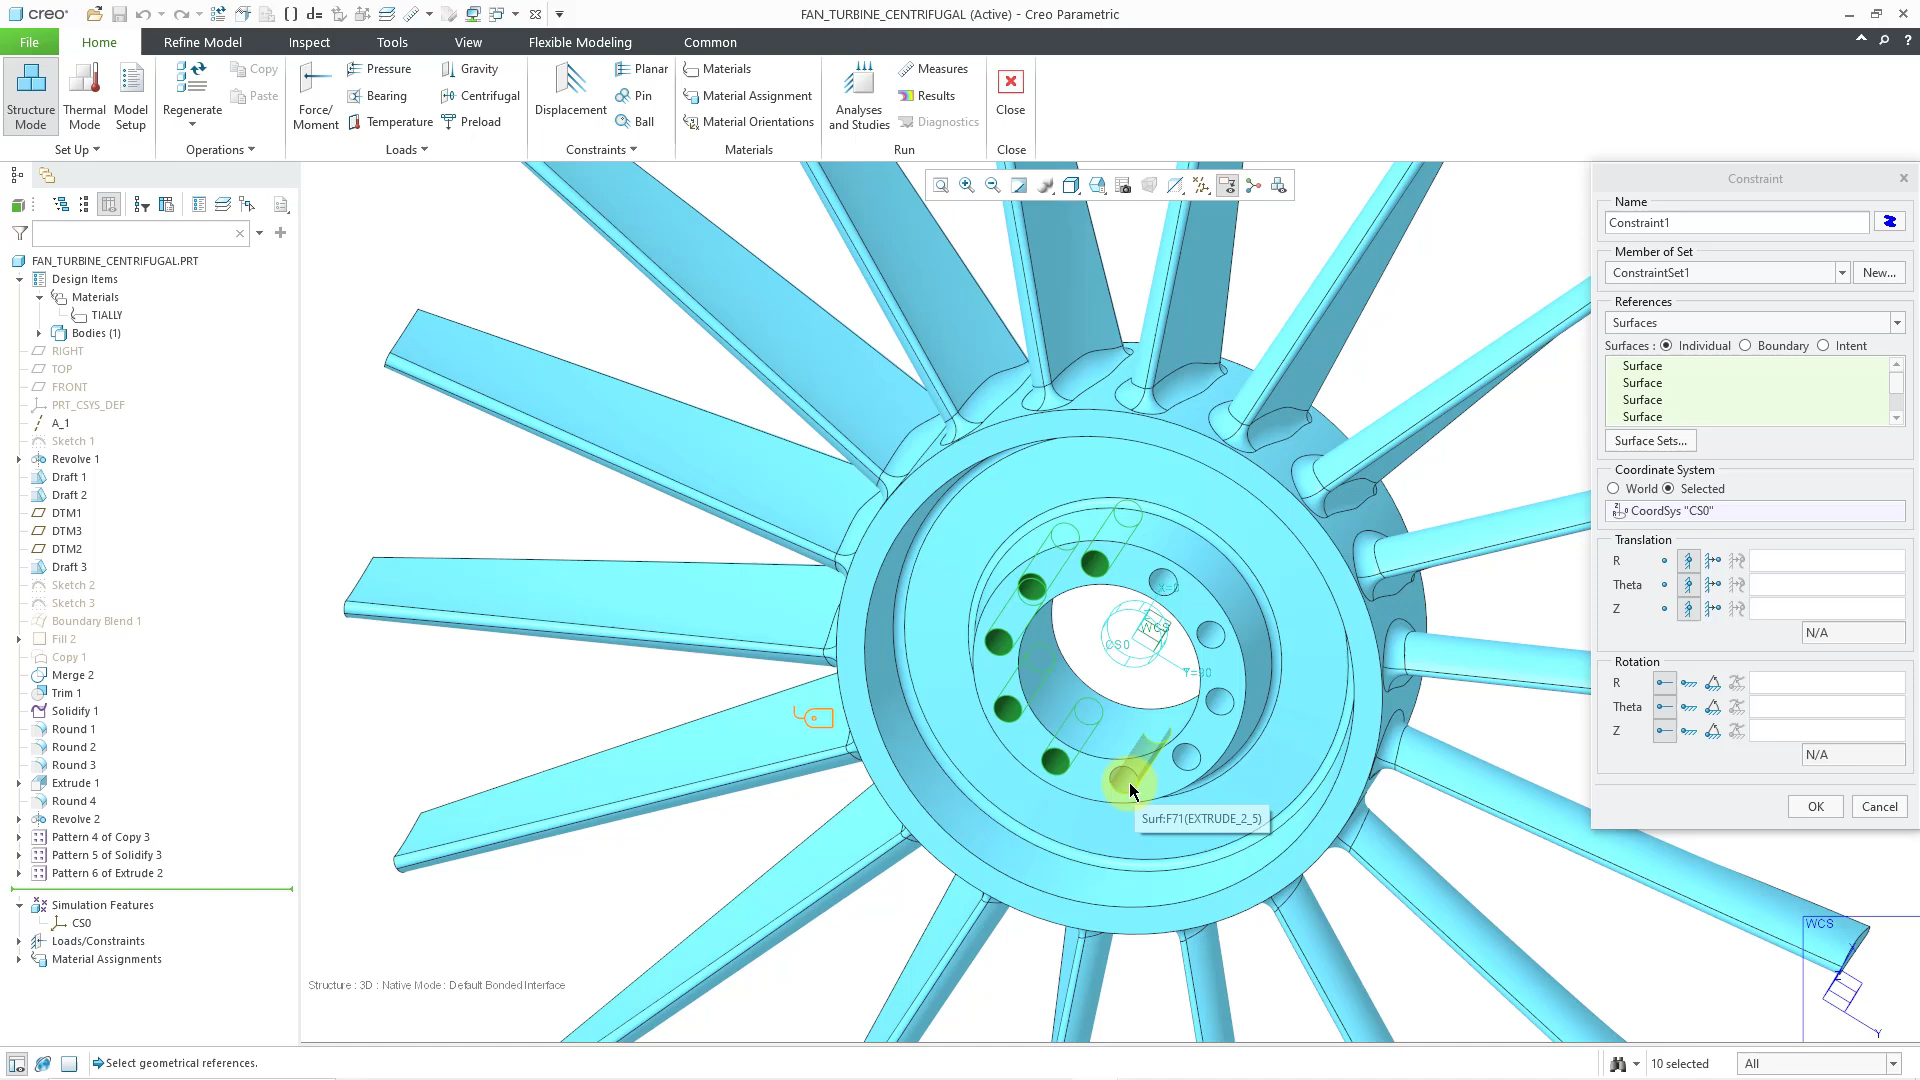 creo
d=
FAN_TURBINE_CENTRIFUGAL (Active) - Creo Parametric
File
Home
Refine Model
Inspect
Tools
View
Flexible Modeling
Common
Structure Mode
Thermal Mode
Model Setup
Set Up
Regenerate
Copy
Paste
Operations
Force/Moment
Pressure
Bearing
Temperature
Gravity
Centrifugal
Preload
Loads
Displacement
Planar
Pin
Ball
Constraints
Materials
Material Assignment
Material Orientations
Materials
Analyses and Studies
Measures
Results
Diagnostics
Run
Close
Close
FAN_TURBINE_CENTRIFUGAL.PRT
Design Items
Materials
TIALLY
Bodies (1)
RIGHT
TOP
FRONT
PRT_CSYS_DEF
A_1
Sketch 1
Revolve 1
Draft 1
Draft 2
DTM1
DTM3
DTM2
Draft 3
Sketch 2
Sketch 3
Boundary Blend 1
Fill 2
Copy 1
Merge 2
Trim 1
Solidify 1
Round 1
Round 2
Round 3
Extrude 1
Round 4
Revolve 2
Pattern 4 of Copy 3
Pattern 5 of Solidify 3
Pattern 6 of Extrude 2
Simulation Features
CS0
Loads/Constraints
Material Assignments
WCS
CS0
Surf:F71(EXTRUDE_2_5)
Structure : 3D : Native Mode : Default Bonded Interface
WCS
Y
Constraint
Name
Constraint1
Member of Set
ConstraintSet1
New...
References
Surfaces
Surfaces : Individual Boundary Intent
Surface
Surface
Surface
Surface
Surface Sets...
Coordinate System
World Selected
CoordSys "CS0"
Translation
R
Theta
Z
N/A
Rotation
R
Theta
Z
N/A
OK
Cancel
Select geometrical references.
10 selected
All